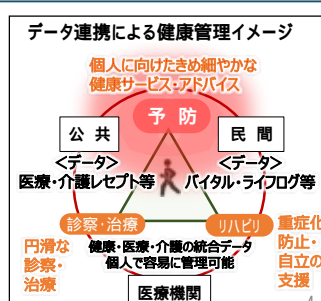 データ連携による健康管理イメージ
個人に向けたきめ細やかな
健康サービス・アドバイス
予防
公共
民間
<データ>
医療・介護レセプト等
<データ>
バイタル・ライフログ等
診察・治療
リハビリ
円滑な
診察・
治療
健康・医療・介護の統合データ
個人で容易に管理可能
重症化
防止・
自立の
支援
医療機関
4